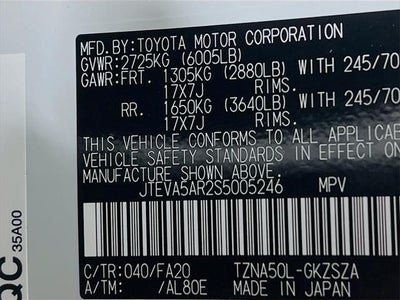 MFD.BY:TOYOTA MOTOR CORPORATION
GVWR:2725KG (6005LB)
GAWR:FRT. 1305KG (2880LB) WITH 245/70
17X7J RIMS.
RR. 1650KG (3640LB) WITH 245/70
17X7J RIMS.
THIS VEHICLE CONFORMS TO ALL APPLICAE
VEHICLE SAFETY STANDARDS IN EFFECT ON
MANUFACTURE SHOWN ABOVE.
JTEVA5AR2S5005246 MPV
C/TR:040/FA20 TZNA50L-GKZSZA
A/TM: /AL80E MADE IN JAPAN
QC
35A00